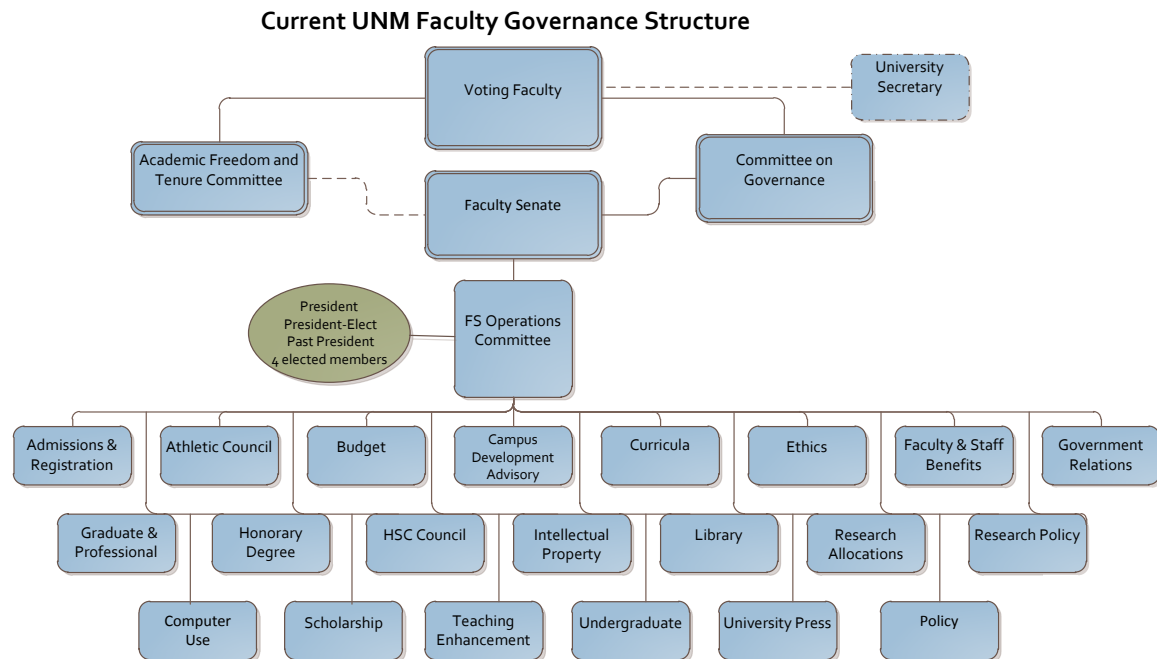 Current UNM Faculty Governance Structure
Voting Faculty
University
Secretary
Academic Freedom and
Tenure Committee
Committee on
Governance
Faculty Senate
President
President-Elect
Past President
4 elected members
FS Operations
Committee
Admissions &
Registration
Athletic Council
Budget
Campus
Development
Advisory
Curricula
Ethics
Faculty & Staff
Benefits
Government
Relations
Graduate &
Professional
Honorary
Degree
HSC Council
Intellectual
Property
Library
Research
Allocations
Research Policy
Computer
Use
Scholarship
Teaching
Enhancement
Undergraduate
University Press
Policy